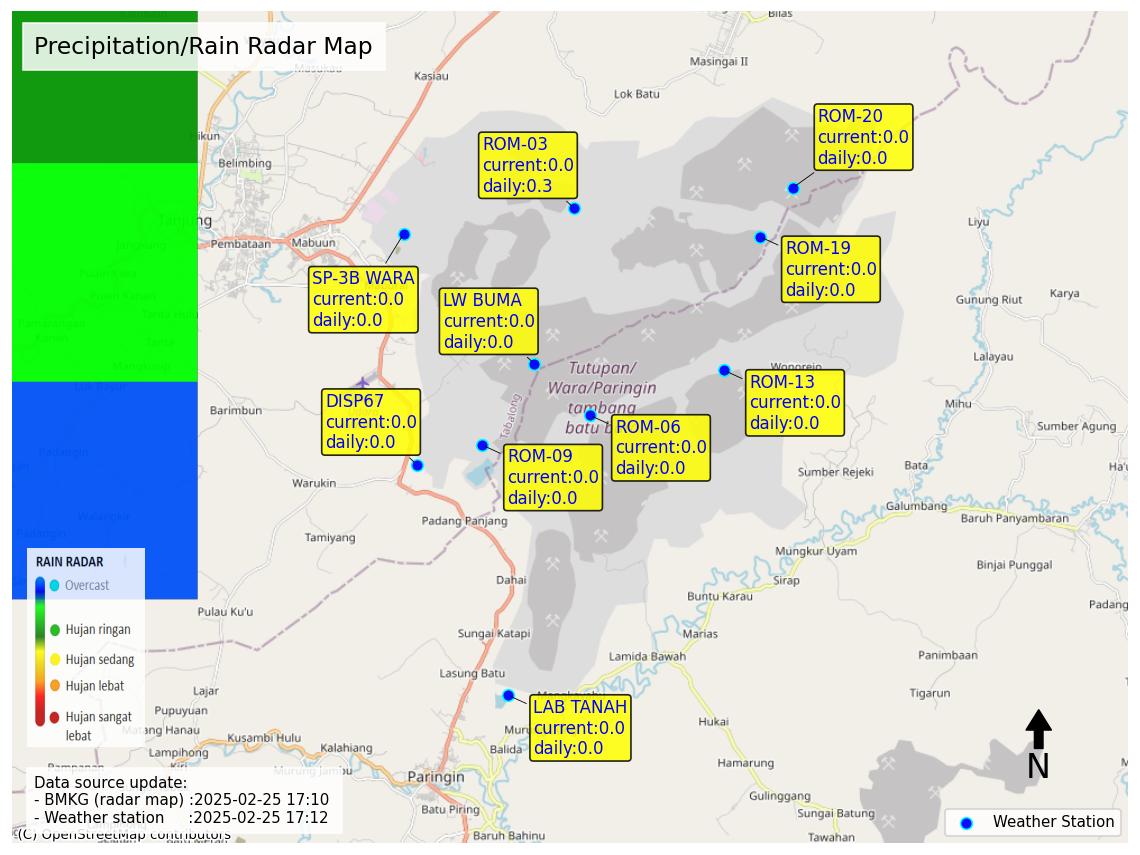 Precipitation/Rain Radar Map
Bilas
Masingai II
Kasiau
Lok Batu
Hikun
Belimbing
Tanjung
Pembataan
Mabuun
ROM-03
current:0.0
daily:0.3
ROM-20
current:0.0
daily:0.0
ROM-19
current:0.0
daily:0.0
SP-3B WARA
current:0.0
daily:0.0
LW BUMA
current:0.0
daily:0.0
Liyu
Gunung Riut
Karya
Lalayau
Wonorejo
Mihu
Sumber Agung
Tutupan/
Wara/Paringin
tambang
batu b
Tabalong
ROM-13
current:0.0
daily:0.0
DISP67
current:0.0
daily:0.0
ROM-06
current:0.0
daily:0.0
ROM-09
current:0.0
daily:0.0
Barimbun
Warukin
Padang Panjang
Tamiyang
Sumber Rejeki
Bata
Galumbang
Baruh Panyambaran
Mungkur Uyam
Binjai Punggal
Sirap
Buntu Karau
Padang
Dahai
Pulau Ku'u
Marias
Sungai Katapi
Lamida Bawah
Panimbaan
Tigarun
Lasung Batu
Lajar
Pupuyuan
Matang Hanau
Kusambi Hulu
Lampihong
Kalahiang
Murung Jambu
LAB TANAH
current:0.0
daily:0.0
Balida
Hukai
Hamarung
Paringin
Batu Piring
Baruh Bahinu
Gulinggang
Sungai Batung
Tawahan
RAIN RADAR
Overcast
Hujan ringan
Hujan sedang
Hujan lebat
Hujan sangat
lebat
Data source update:
- BMKG (radar map) :2025-02-25 17:10
- Weather station :2025-02-25 17:12
(C) OpenStreetMap contributors
N
Weather Station